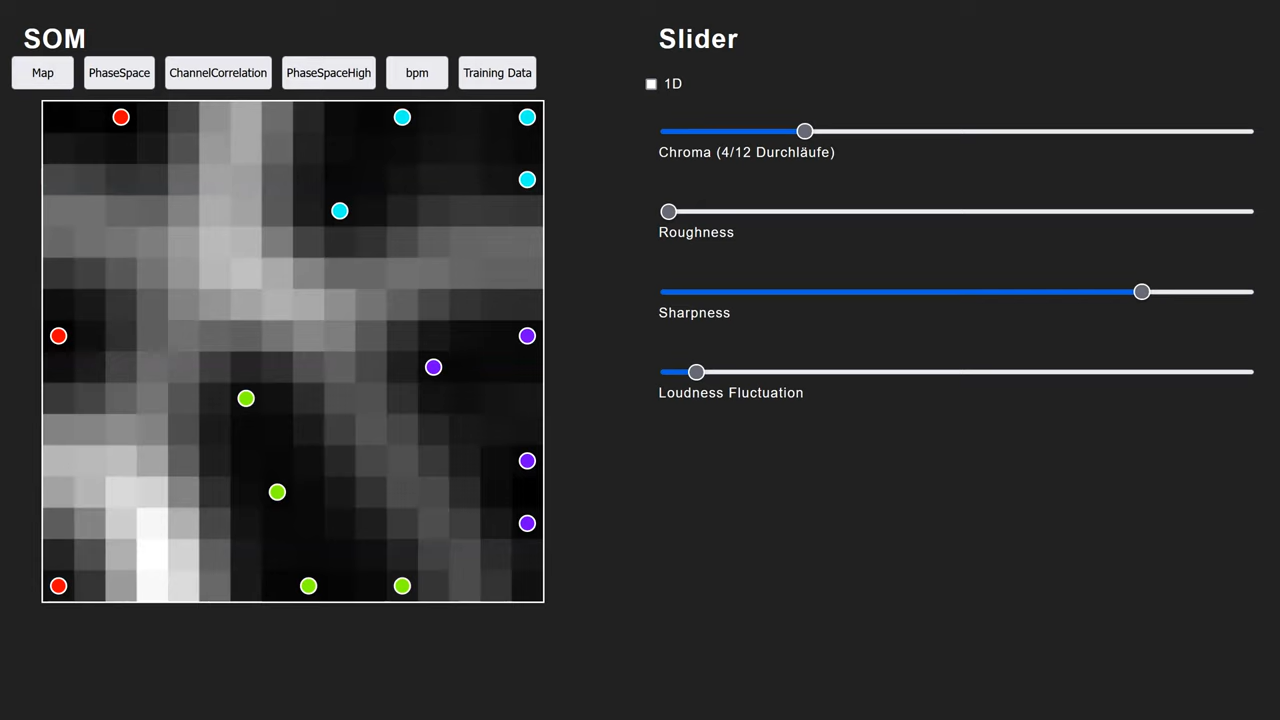 SOM
Map PhaseSpace ChannelCorrelation PhaseSpaceHigh bpm Training Data
Slider
1D
Chroma (4/12 Durchläufe)
Roughness
Sharpness
Loudness Fluctuation